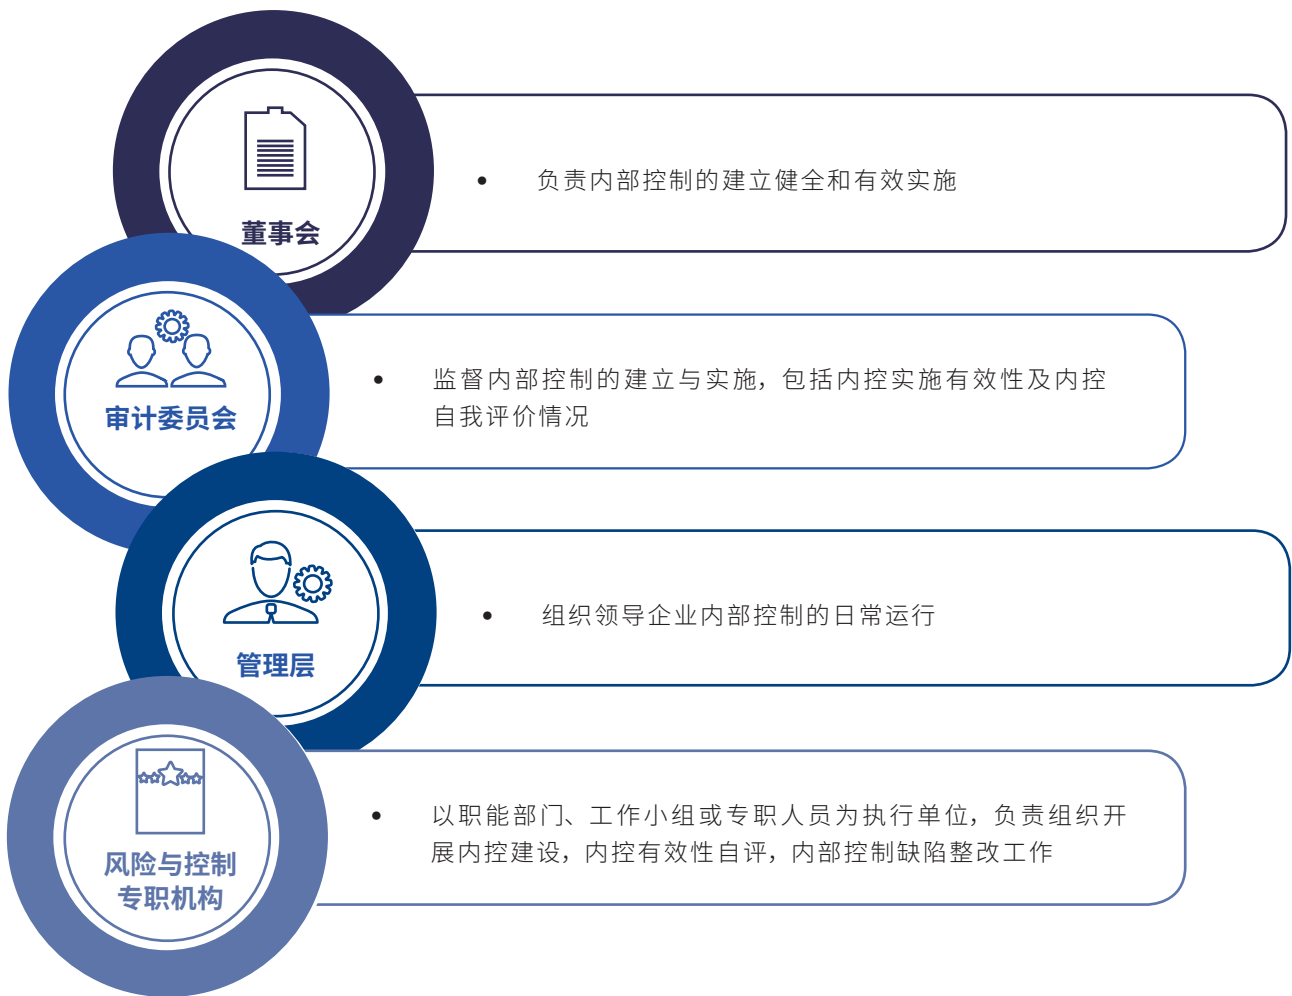 董事会
• 负责内部控制的建立健全和有效实施
审计委员会
• 监督内部控制的建立与实施，包括内控实施有效性及内控
自我评价情况
管理层
• 组织领导企业内部控制的日常运行
风险与控制
专职机构
• 以职能部门、工作小组或专职人员为执行单位，负责组织开
展内控建设，内控有效性自评，内部控制缺陷整改工作